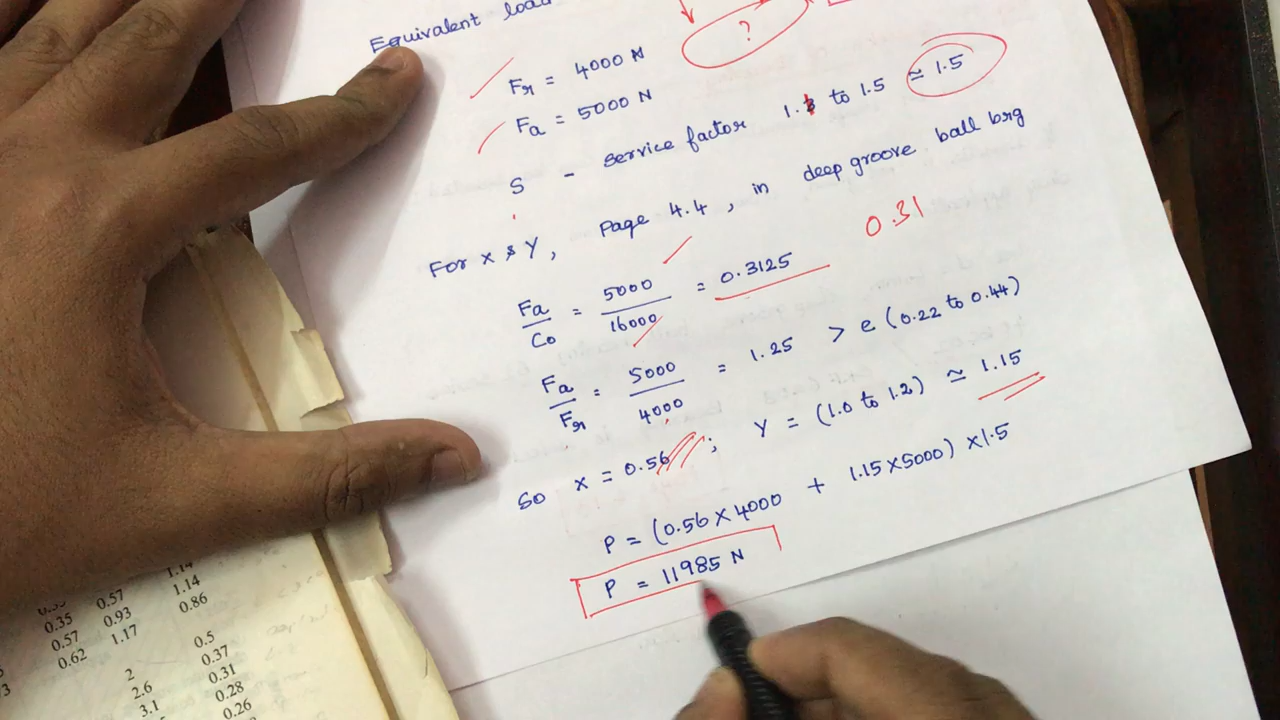 Equivalent load
?
Fr = 4000 N
Fa = 5000 N
S - service factor 1.1 to 1.5 ≃ 1.5
For X & Y, Page 4.4, in deep groove ball brg
0.31
Fa/Co = 5000/16000 = 0.3125
Fa/Fr = 5000/4000 = 1.25 > e (0.22 to 0.44)
So X = 0.56 ; Y = (1.0 to 1.2) ≃ 1.15
P = (0.56 × 4000 + 1.15 × 5000) × 1.5
P = 11985 N
1.14
0.57 1.14
0.35 0.93 0.86
0.57 1.17
0.62
2 0.5
2.6 0.37
3.1 0.31
0.28
0.26